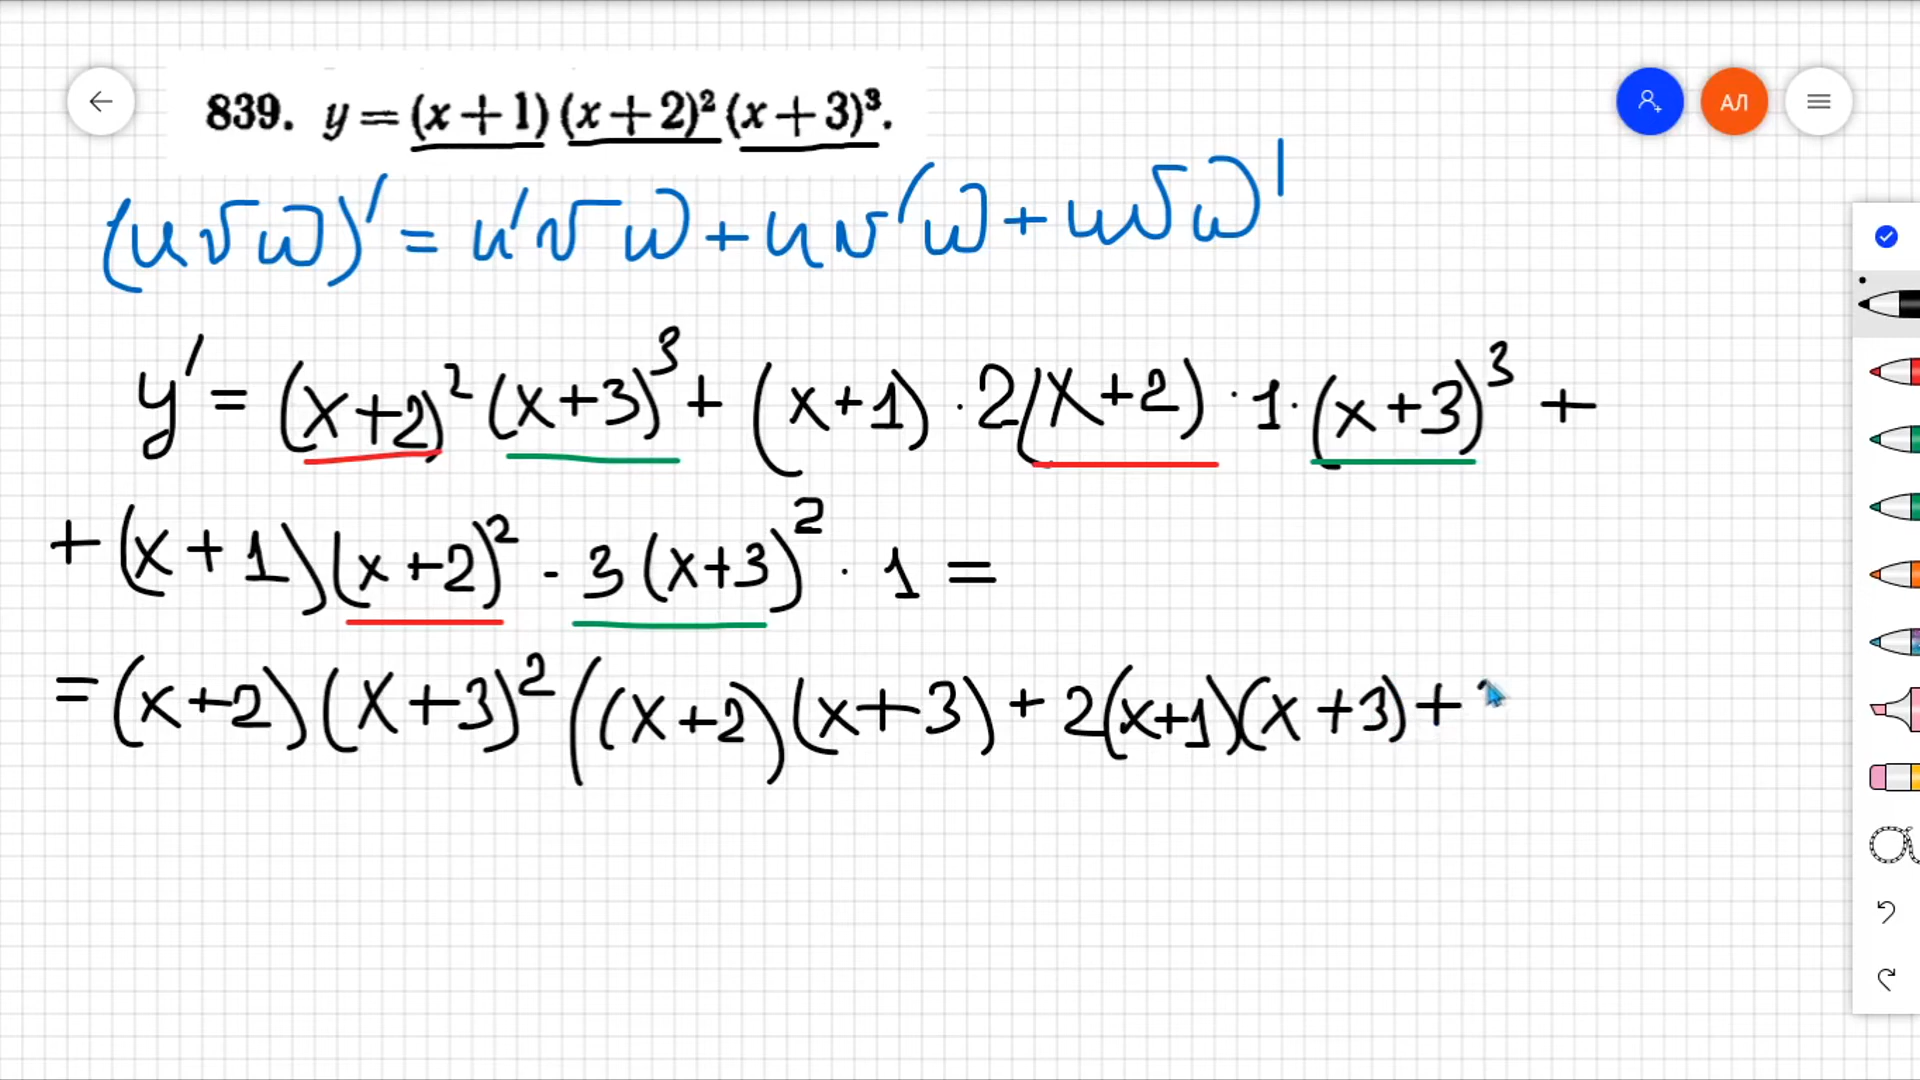 839. y = (x + 1) (x + 2)² (x + 3)³.
АЛ
(uvw)' = u'vw + uv'w + uvw'
y' = (x+2)² (x+3)³ + (x+1) · 2(x+2) · 1 · (x+3)³ +
+ (x+1)(x+2)² · 3(x+3)² · 1 =
= (x+2)(x+3)² ((x+2)(x+3) + 2(x+1)(x+3) +